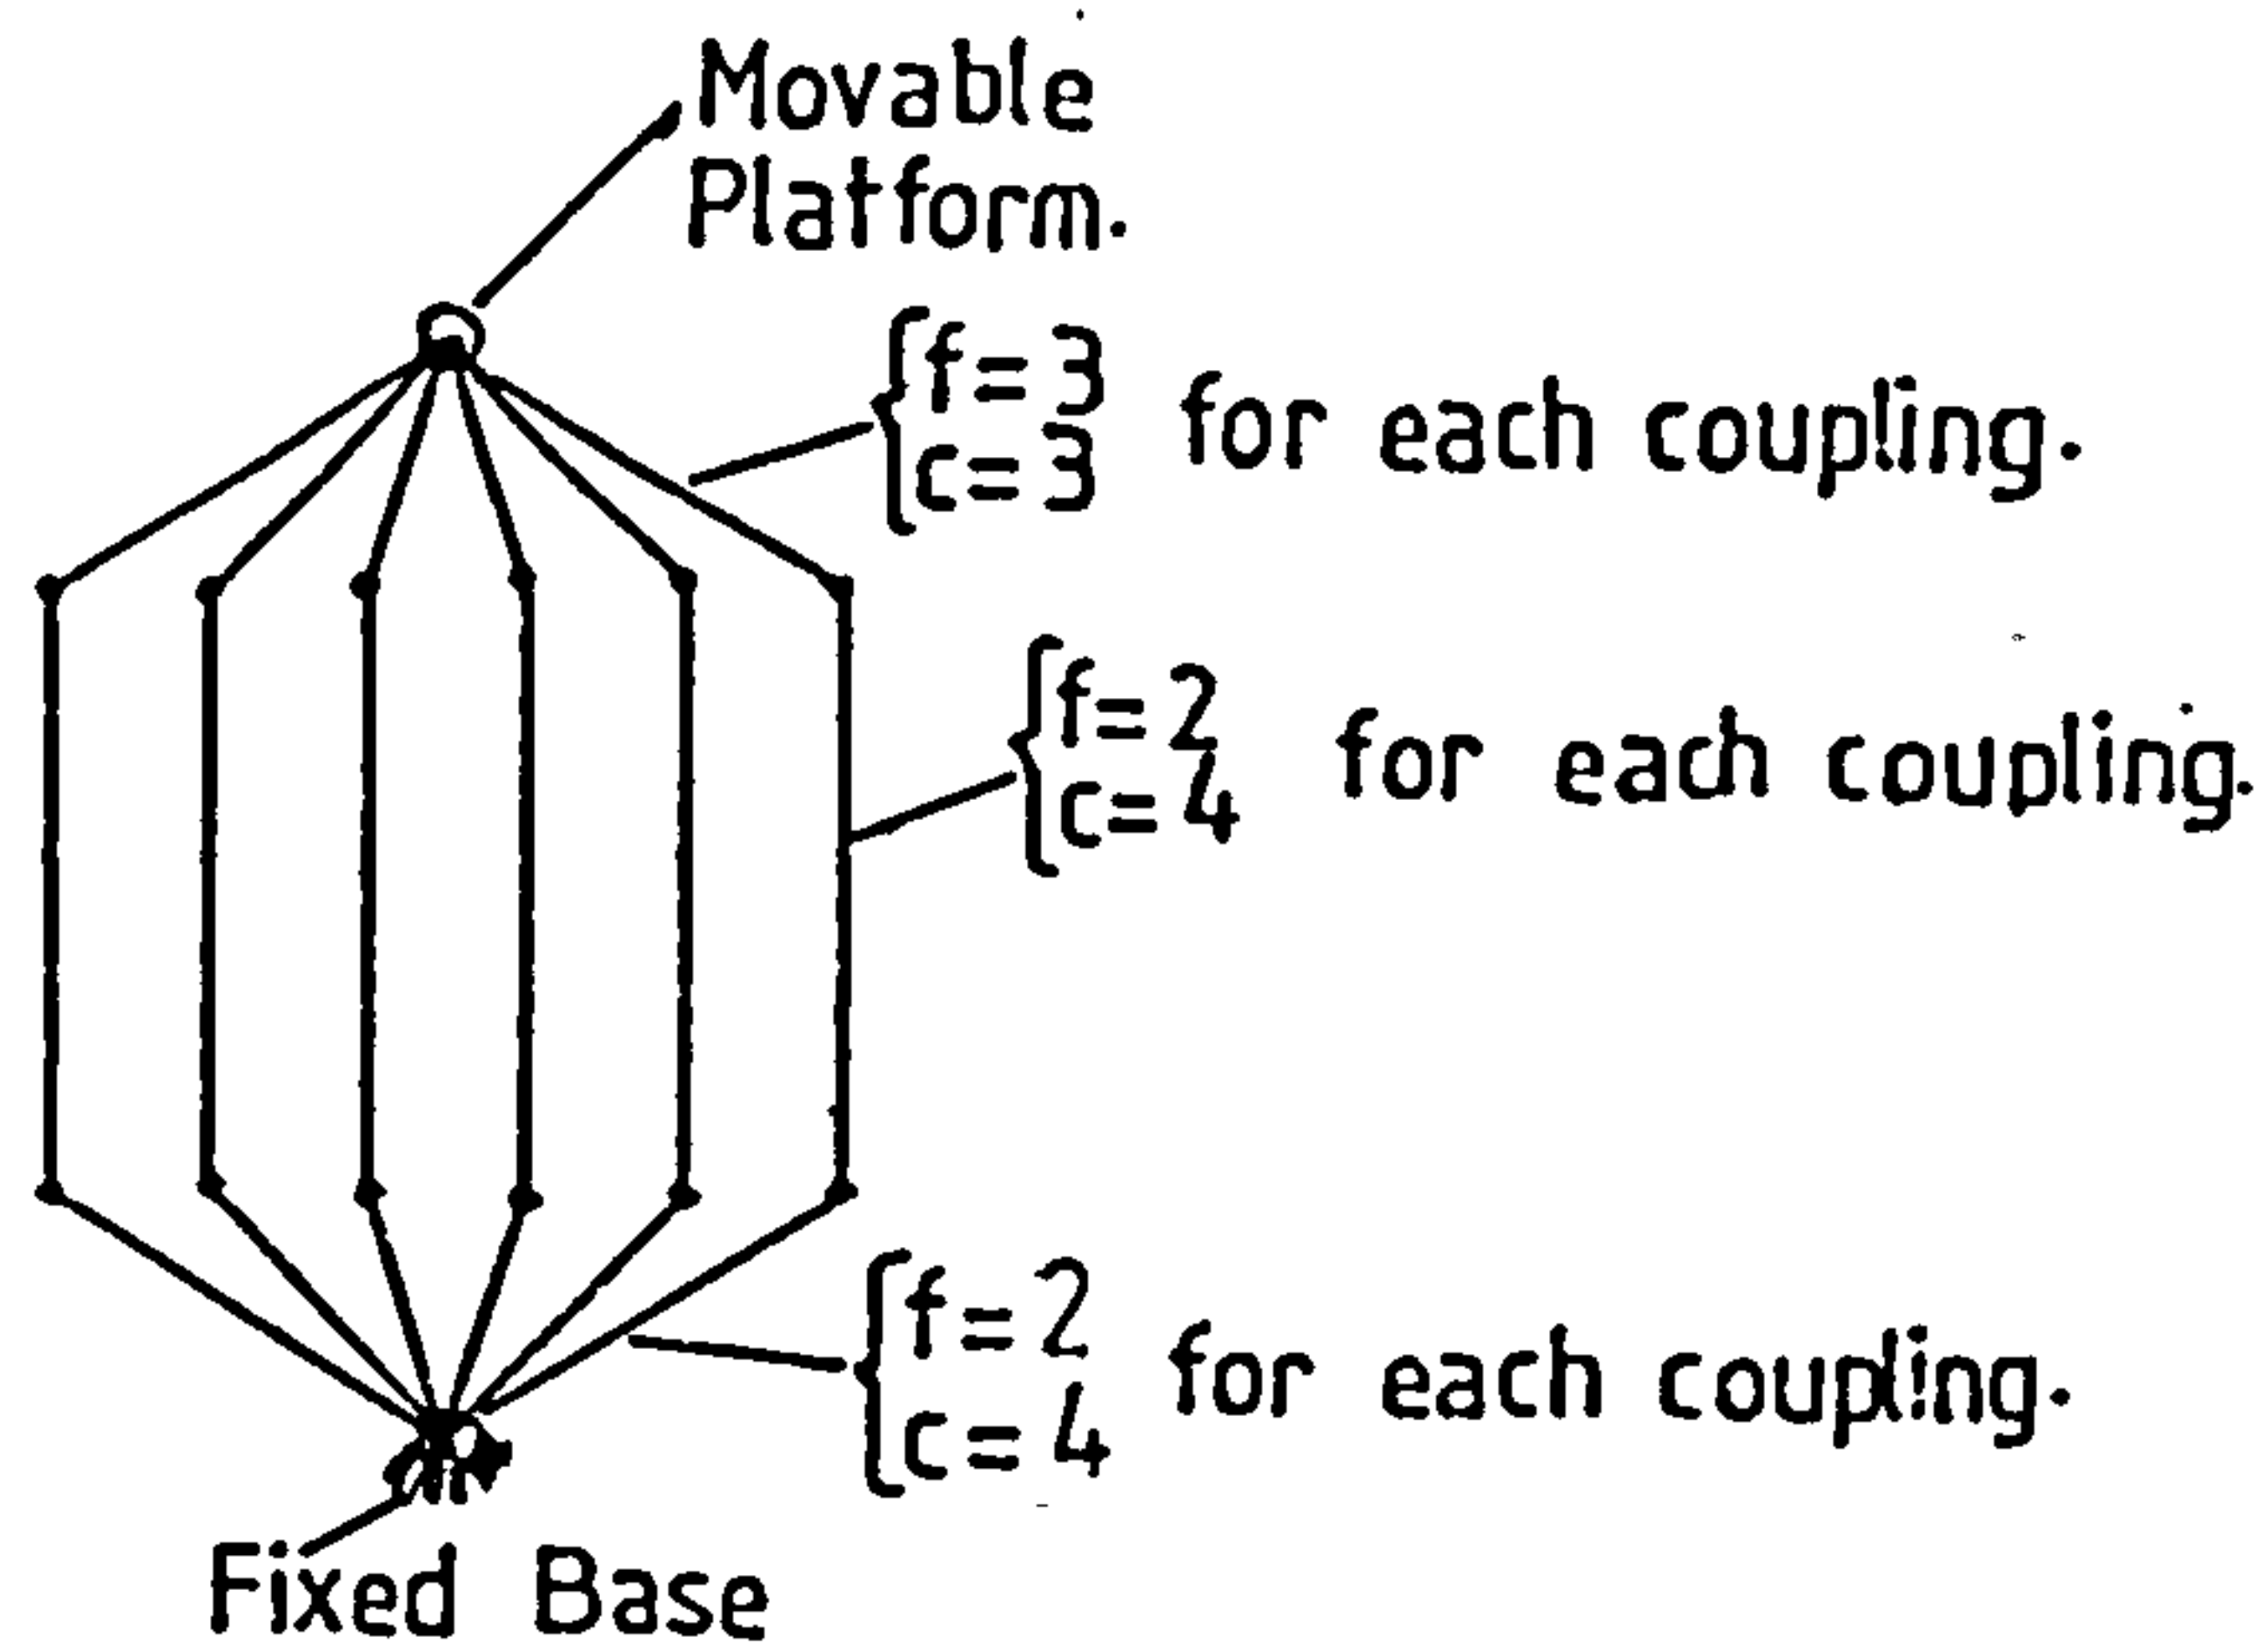 Movable
Platform.
f=3
c=3
for each coupling.
f=2
c=4
for each coupling.
f=2
c=4
for each coupling.
Fixed Base